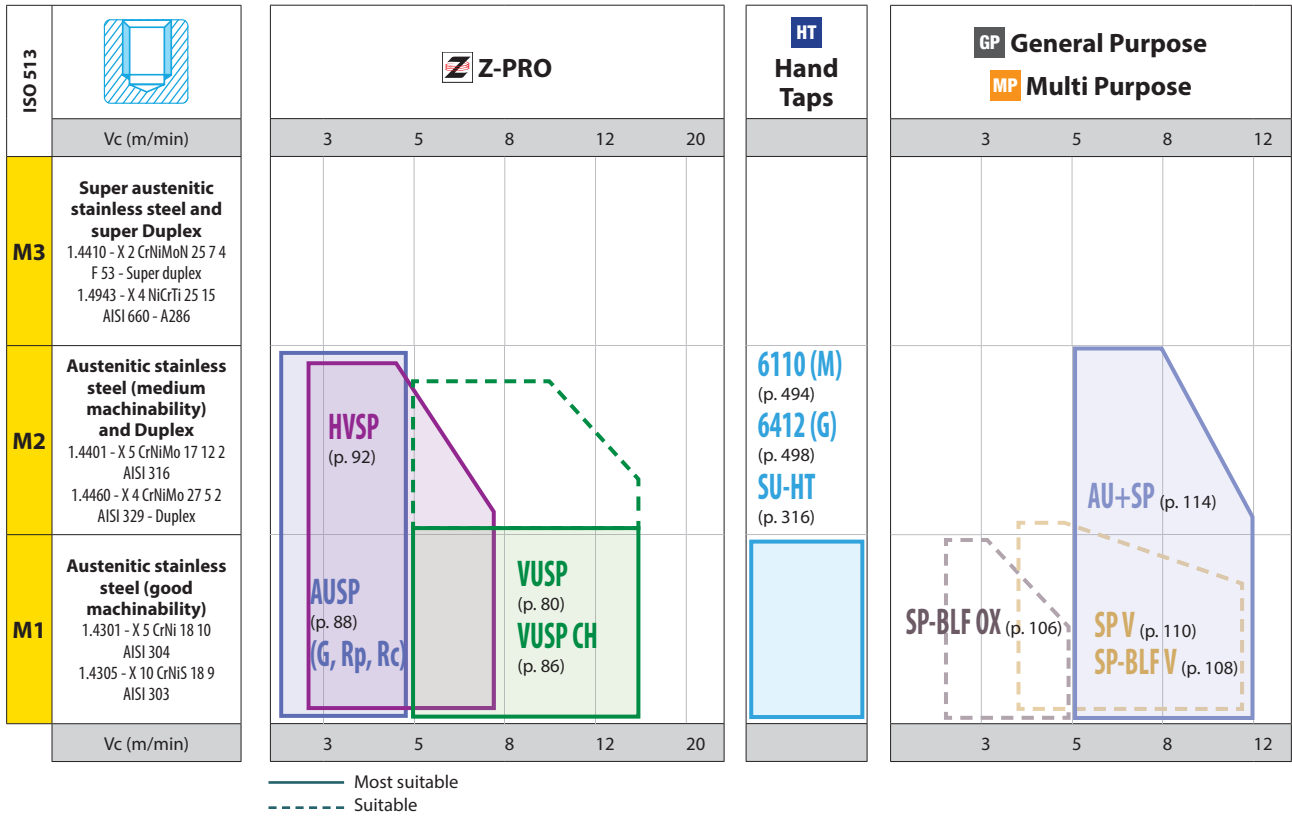 ISO 513
Z-PRO
HT
Hand
Taps
GP General Purpose
MP Multi Purpose
Vc (m/min)
3 5 8 12 20
3 5 8 12
M3
Super austenitic
stainless steel and
super Duplex
1.4410 - X 2 CrNiMoN 25 7 4
F 53 - Super duplex
1.4943 - X 4 NiCrTi 25 15
AISI 660 - A286
M2
Austenitic stainless
steel (medium
machinability)
and Duplex
1.4401 - X 5 CrNiMo 17 12 2
AISI 316
1.4460 - X 4 CrNiMo 27 5 2
AISI 329 - Duplex
HVSP
(p. 92)
6110 (M)
(p. 494)
6412 (G)
(p. 498)
SU-HT
(p. 316)
AU+SP (p. 114)
M1
Austenitic stainless
steel (good
machinability)
1.4301 - X 5 CrNi 18 10
AISI 304
1.4305 - X 10 CrNiS 18 9
AISI 303
AUSP
(p. 88)
(G, Rp, Rc)
VUSP
(p. 80)
VUSP CH
(p. 86)
SP-BLF OX (p. 106)
SP V (p. 110)
SP-BLF V (p. 108)
Vc (m/min)
3 5 8 12 20
3 5 8 12
Most suitable
Suitable